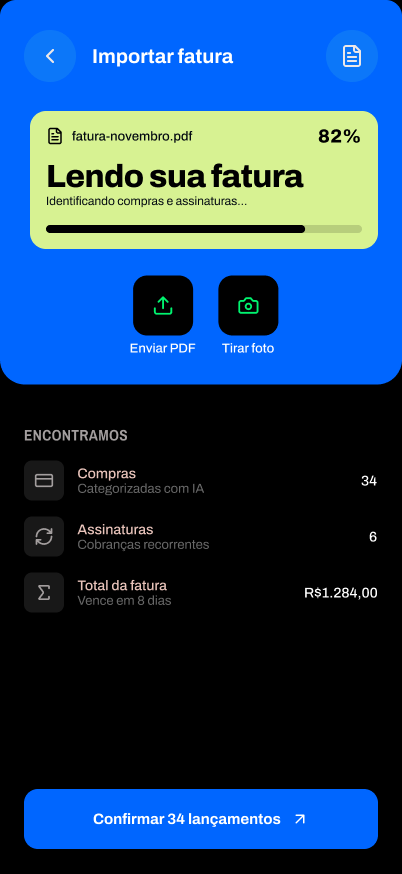 Importar fatura
fatura-novembro.pdf
82%
Lendo sua fatura
Identificando compras e assinaturas...
Enviar PDF
Tirar foto
ENCONTRAMOS
Compras
Categorizadas com IA
34
Assinaturas
Cobranças recorrentes
6
Total da fatura
Vence em 8 dias
R$1.284,00
Confirmar 34 lançamentos